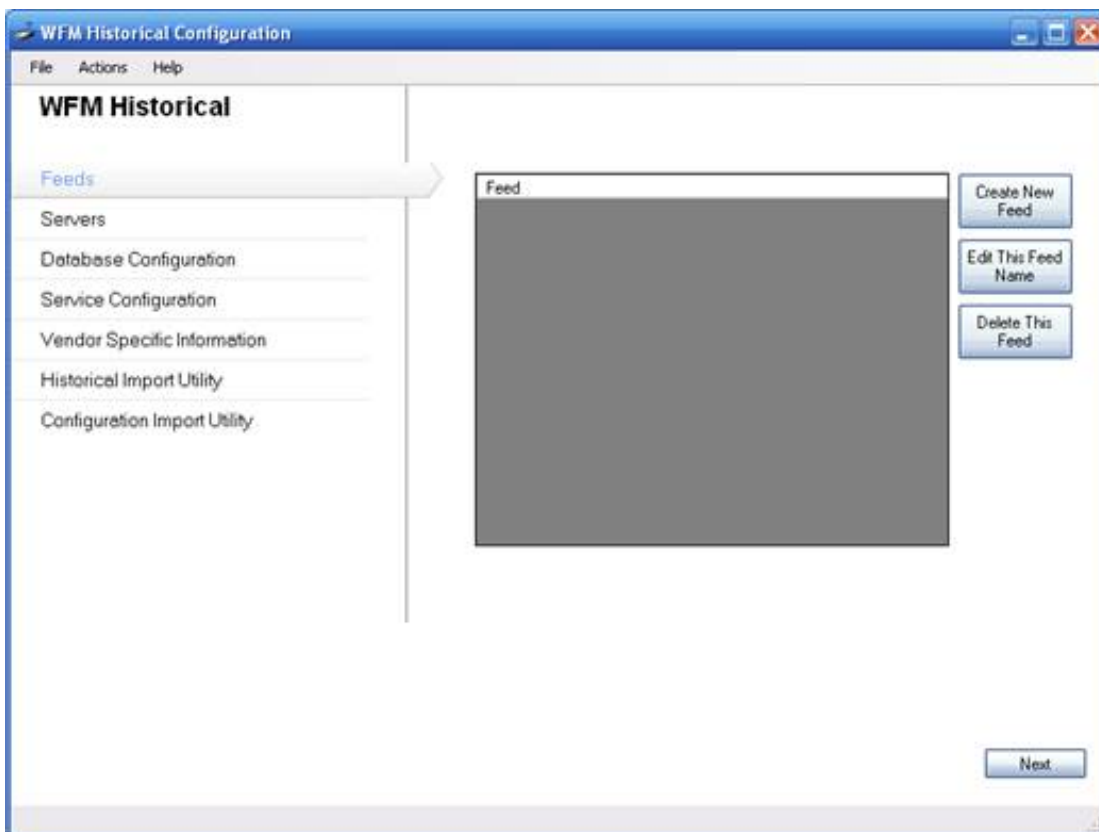 WFM Historical Configuration
File Actions Help
WFM Historical
Feeds
Servers
Database Configuration
Service Configuration
Vendor Specific Information
Historical Import Utility
Configuration Import Utility
Feed
Create New
Feed
Edit This Feed
Name
Delete This
Feed
Next